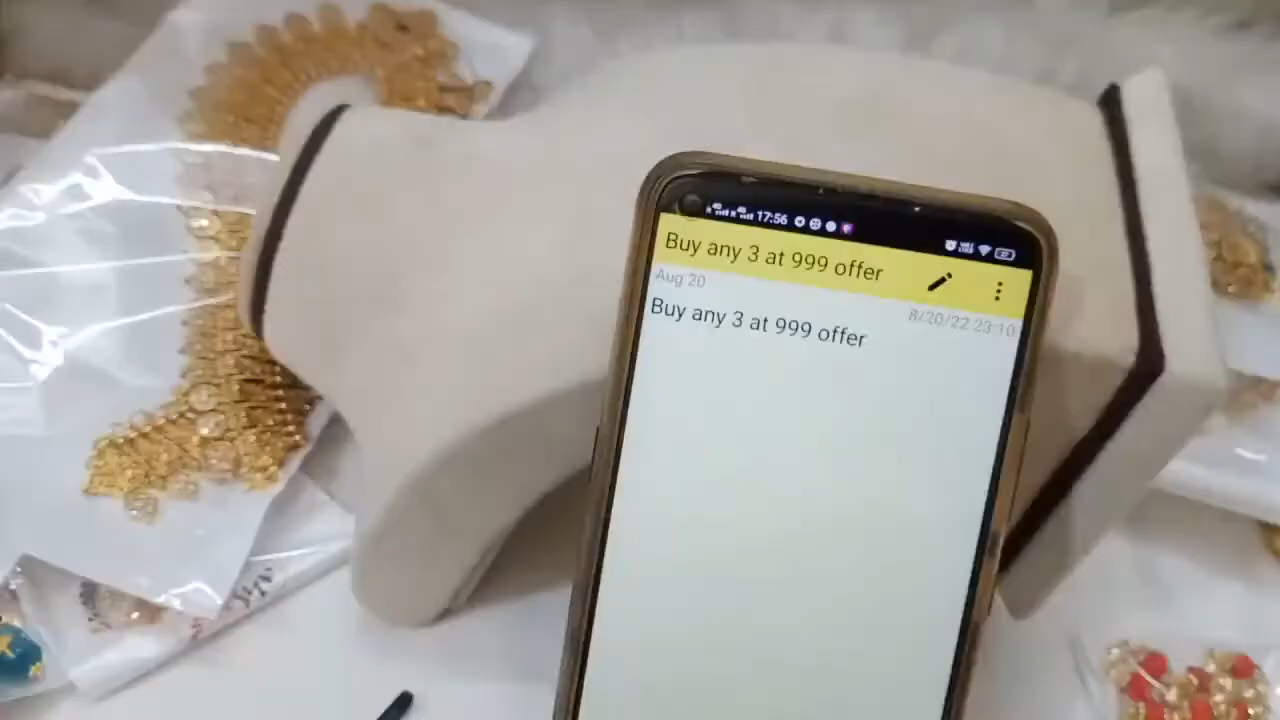 17:56
Buy any 3 at 999 offer
Aug 20
8/20/22 23:10
Buy any 3 at 999 offer